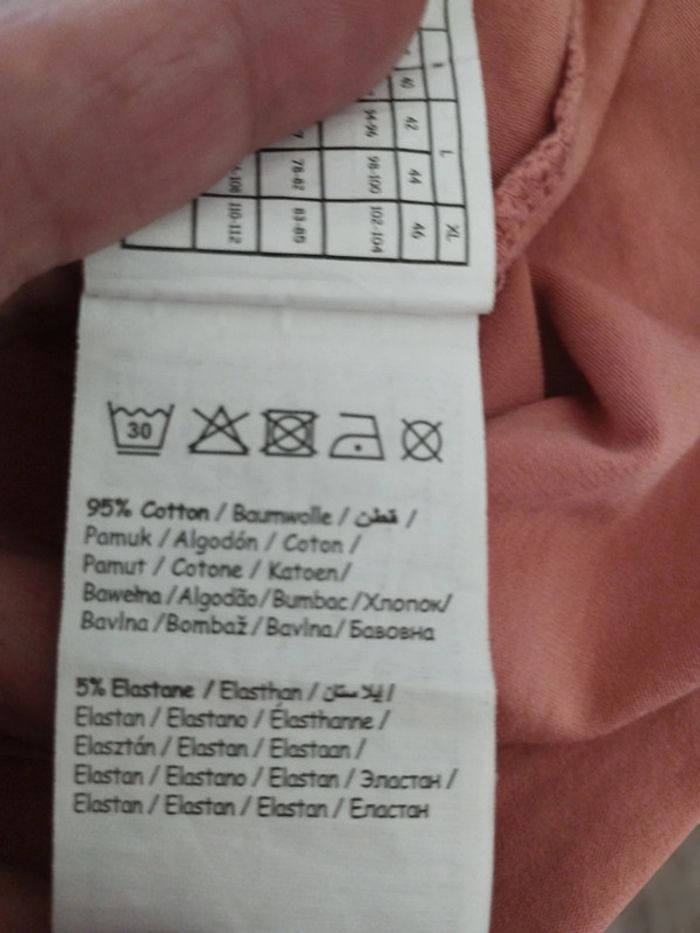 40
42 94-96
L
44 98-100 78-82
XL 46 102-104 83-85 110-112
30
95% Cotton / Baumwolle / قطن /
Pamuk / Algodón / Coton /
Pamut / Cotone / Katoen/
Bawełna /Algodão/Bumbac/Хлопок/
Bavlna /Bombaž/Bavlna/ Бавовна
5% Elastane / Elasthan / إيلاستان /
Elastan / Elastano / Élasthanne /
Elasztán / Elastan / Elastaan /
Elastan / Elastano / Elastan / Эластан /
Elastan / Elastan / Elastan / Еластан